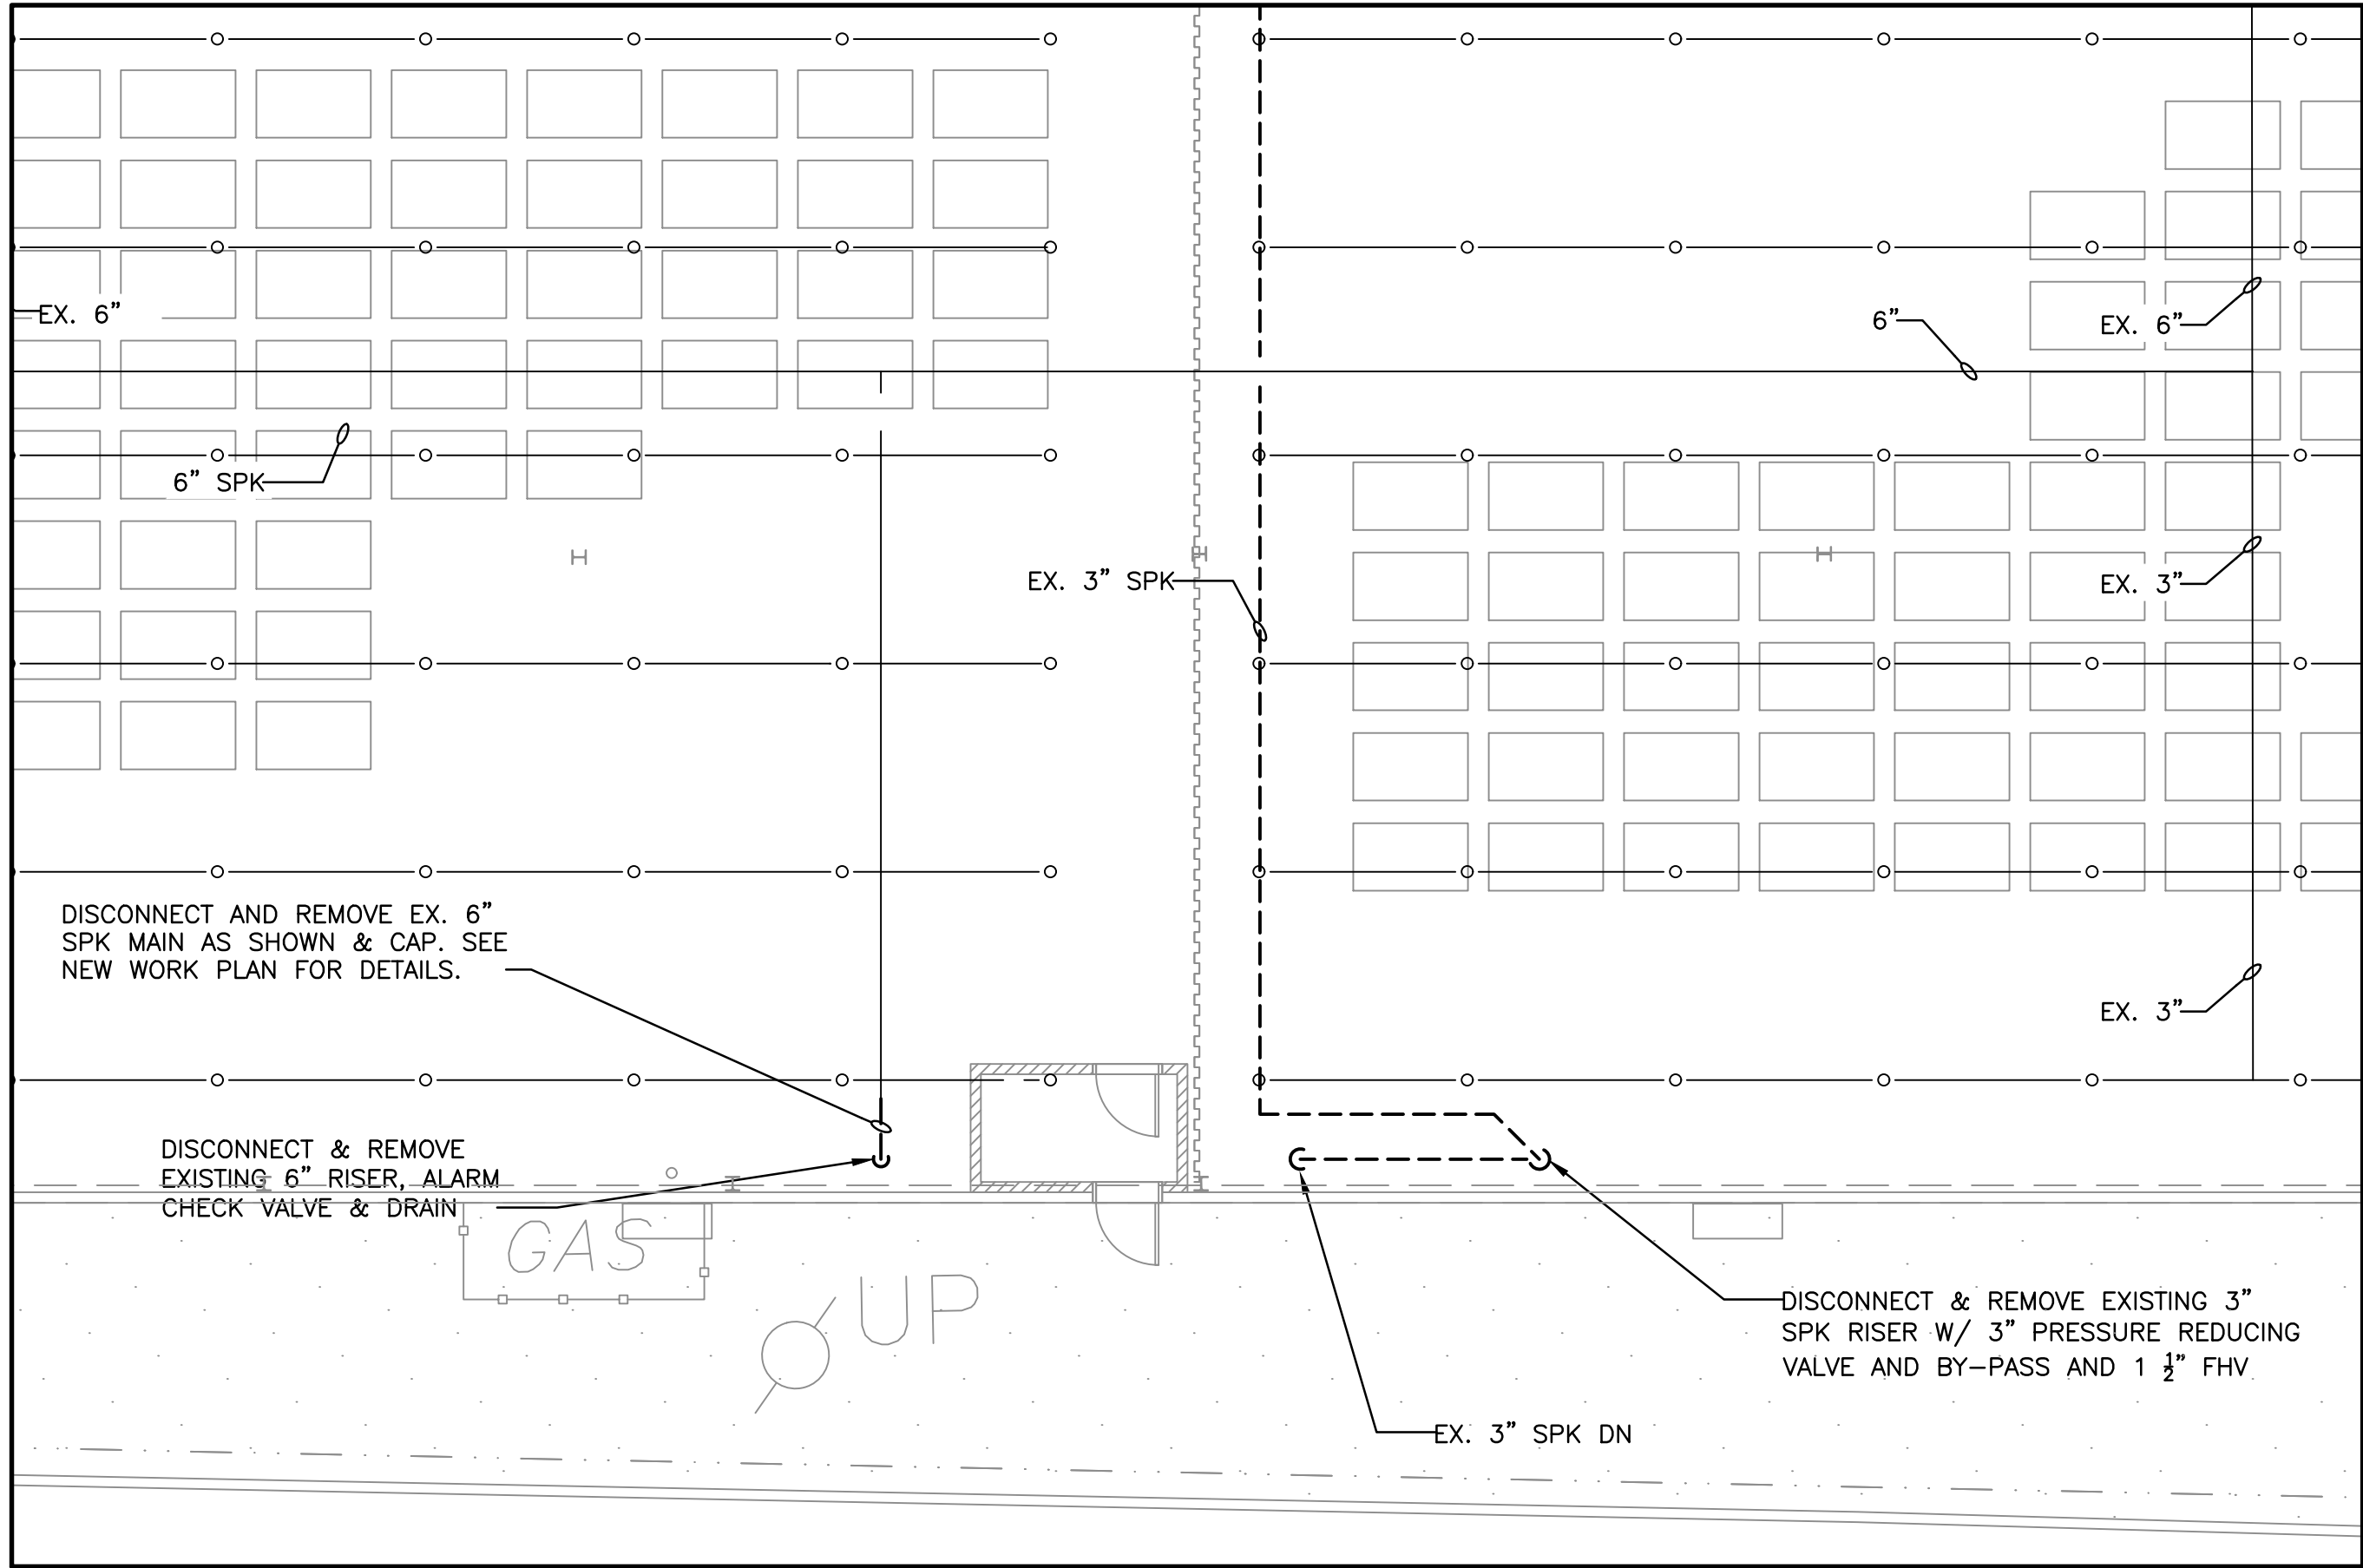 EX. 6"
6"
EX. 6"
6" SPK
EX. 3" SPK
EX. 3"
DISCONNECT AND REMOVE EX. 6"
SPK MAIN AS SHOWN & CAP. SEE
NEW WORK PLAN FOR DETAILS.
EX. 3"
DISCONNECT & REMOVE
EXISTING 6" RISER, ALARM
CHECK VALVE & DRAIN
GAS
UP
DISCONNECT & REMOVE EXISTING 3"
SPK RISER W/ 3" PRESSURE REDUCING
VALVE AND BY-PASS AND 1 ½" FHV
EX. 3" SPK DN